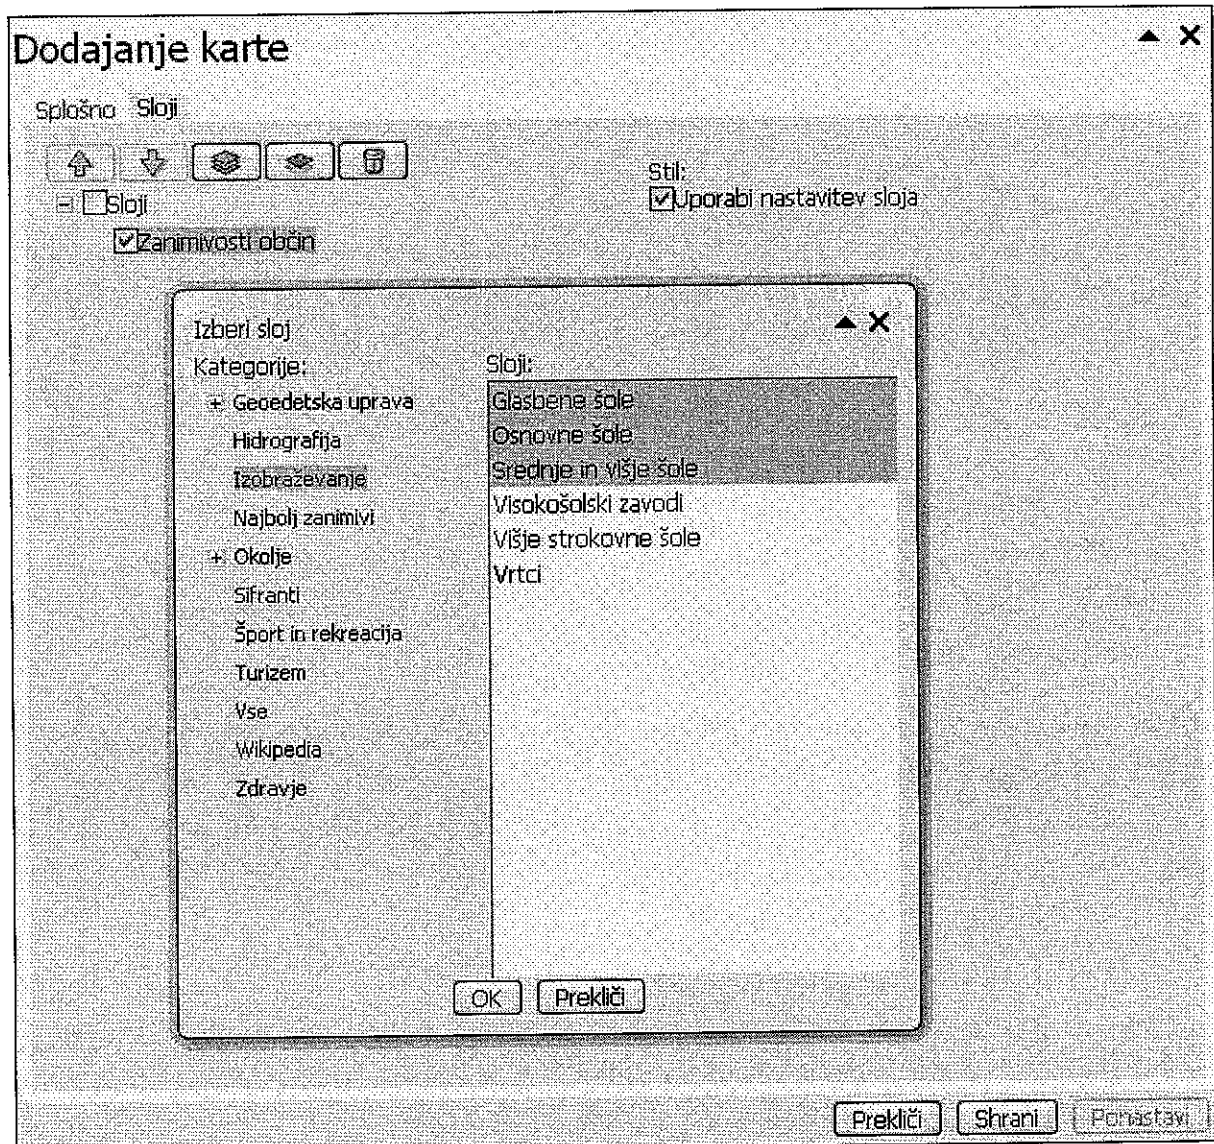 Dodajanje karte
Splošno Sloji
Stil:
Sloji
Uporabi nastavitev sloja
Zanimivosti občin
Izberi sloj
Kategorije:
Sloji:
+ Geoedetska uprava
Hidrografija
Izobraževanje
Najbolj zanimivi
+ Okolje
Šifranti
Šport in rekreacija
Turizem
Vse
Wikipedia
Zdravje
Glasbene šole
Osnovne šole
Srednje in višje šole
Visokošolski zavodi
Višje strokovne šole
Vrtci
OK Prekliči
Prekliči Shrani Ponastavi